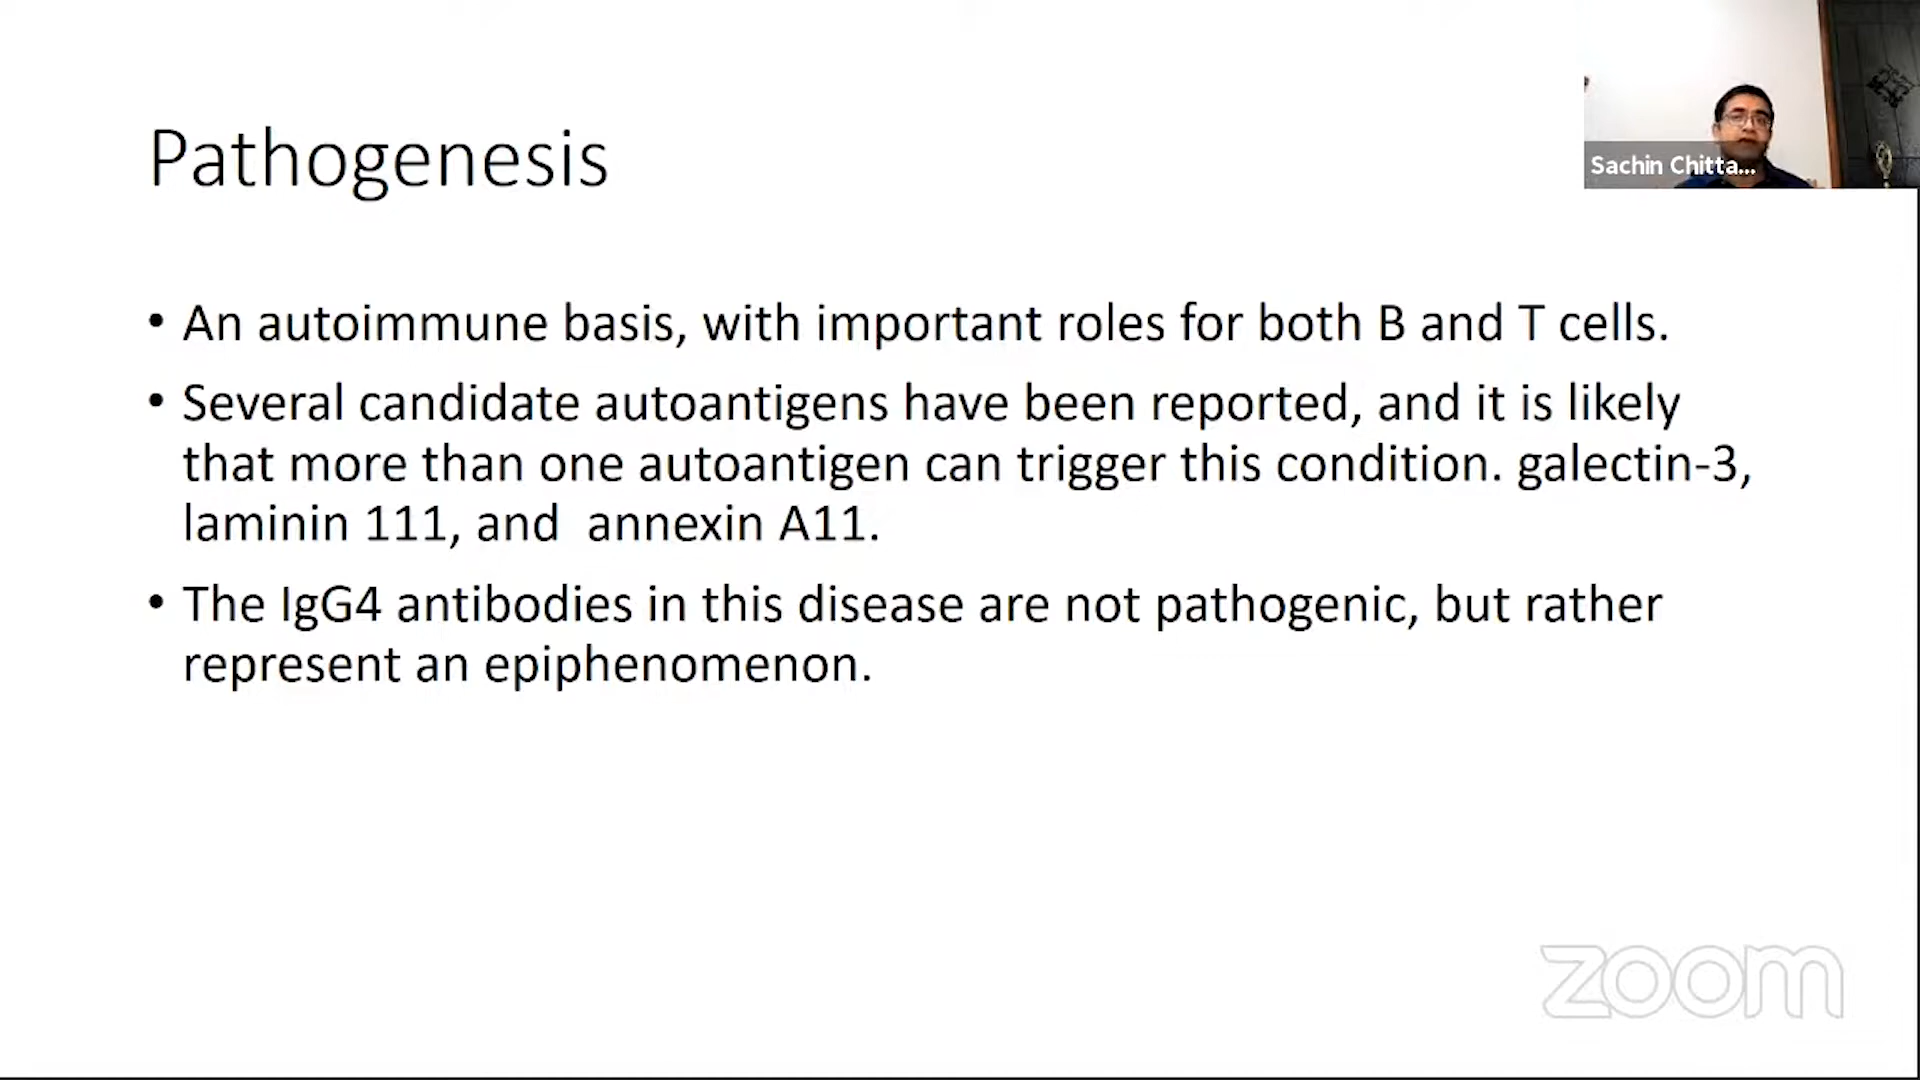 Pathogenesis
Sachin Chitta...
• An autoimmune basis, with important roles for both B and T cells.
• Several candidate autoantigens have been reported, and it is likely
that more than one autoantigen can trigger this condition. galectin-3,
laminin 111, and  annexin A11.
• The IgG4 antibodies in this disease are not pathogenic, but rather
represent an epiphenomenon.
zoom